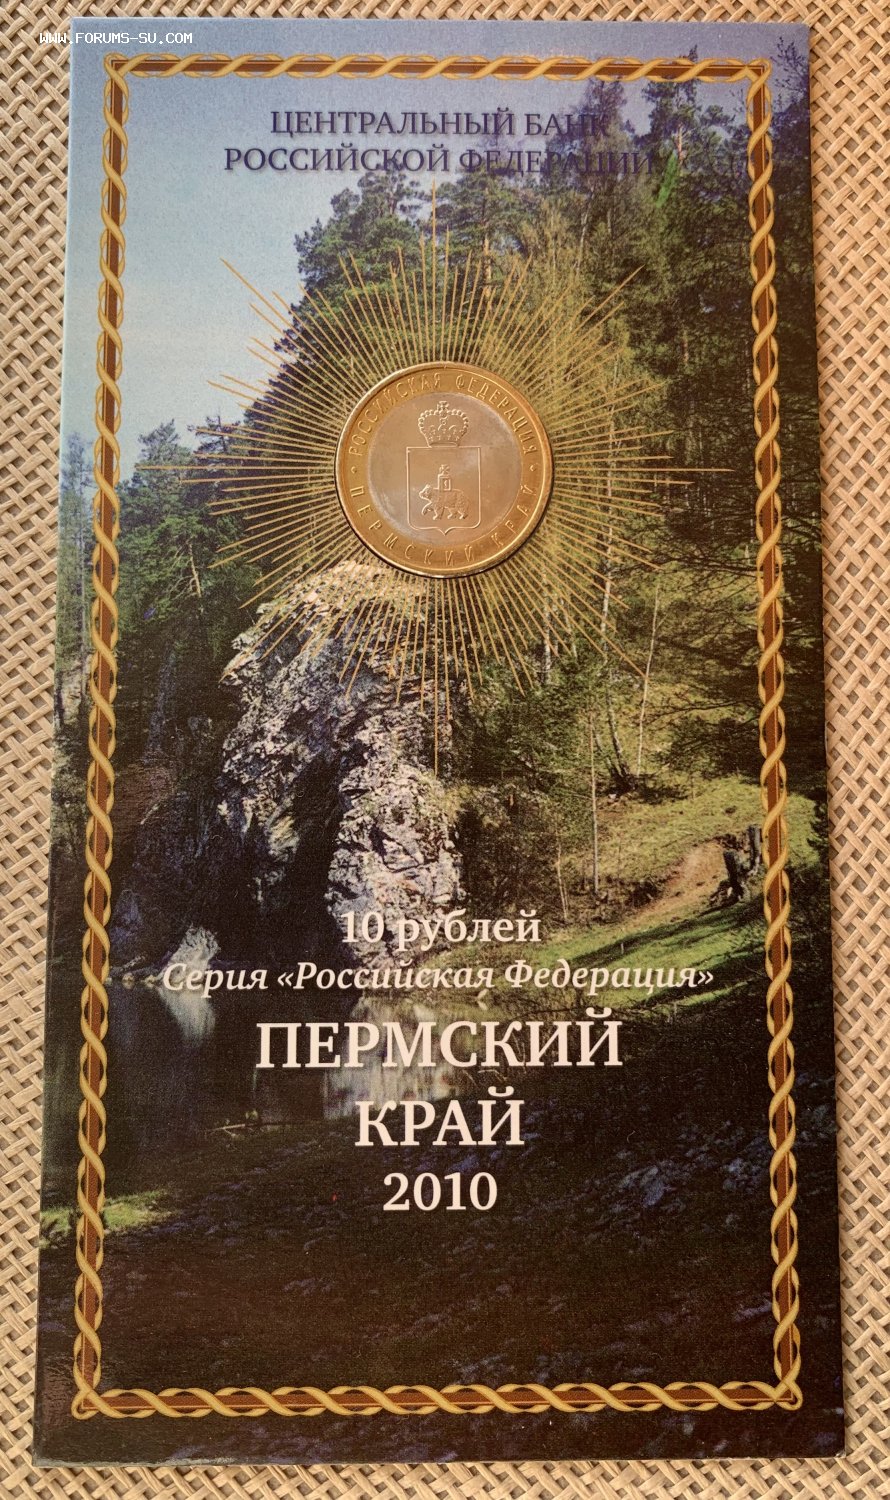 WWW.FORUMS-SU.COM
ЦЕНТРАЛЬНЫЙ БАНК
РОССИЙСКОЙ ФЕДЕРАЦИИ
РОССИЙСКАЯ ФЕДЕРАЦИЯ
ПЕРМСКИЙ КРАЙ
10 рублей
Серия «Российская Федерация»
ПЕРМСКИЙ
КРАЙ
2010